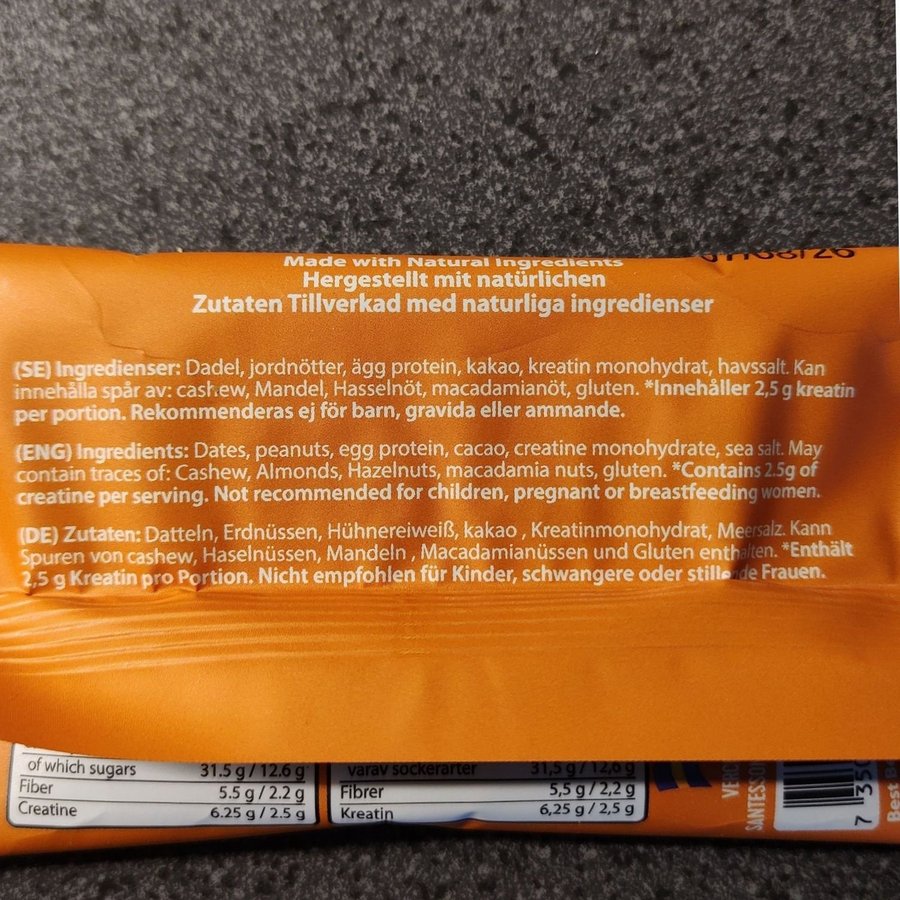 Made with Natural Ingredients
Hergestellt mit natürlichen
Zutaten Tillverkad med naturliga ingredienser
(SE) Ingredienser: Dadel, jordnötter, ägg protein, kakao, kreatin monohydrat, havssalt. Kan
innehålla spår av: cashew, Mandel, Hasselnöt, macadamianöt, gluten. *Innehåller 2,5 g kreatin
per portion. Rekommenderas ej för barn, gravida eller ammande.
(ENG) Ingredients: Dates, peanuts, egg protein, cacao, creatine monohydrate, sea salt. May
contain traces of: Cashew, Almonds, Hazelnuts, macadamia nuts, gluten. *Contains 2.5g of
creatine per serving. Not recommended for children, pregnant or breastfeeding women.
(DE) Zutaten: Datteln, Erdnüssen, Hühnereiweiß, kakao , Kreatinmonohydrat, Meersalz. Kann
Spuren von cashew, Haselnüssen, Mandeln , Macadamianüssen und Gluten enthalten. *Enthält
2,5 g Kreatin pro Portion. Nicht empfohlen für Kinder, schwangere oder stillende Frauen.
of which sugars 31.5 g / 12.6 g
Fiber 5.5 g / 2.2 g
Creatine 6.25 g / 2.5 g
varav sockerarter 31,5 g / 12,6 g
Fibrer 5,5 g / 2,2 g
Kreatin 6,25 g / 2,5 g